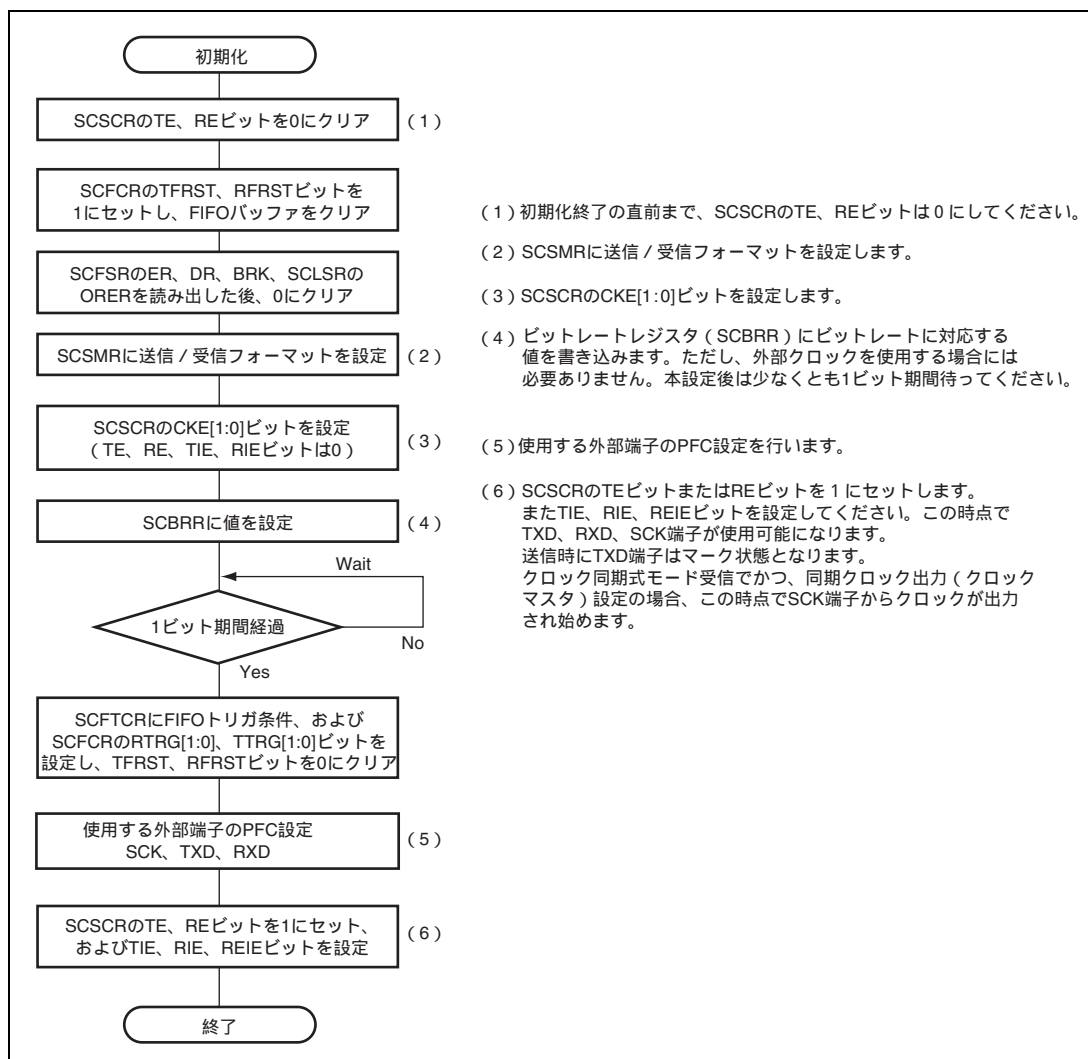 初期化
SCSCRのTE、REビットを0にクリア
(1)
SCFCRのTFRST、RFRSTビットを
1にセットし、FIFOバッファをクリア
SCFSRのER、DR、BRK、SCLSRの
ORERを読み出した後、0にクリア
SCSMRに送信 / 受信フォーマットを設定
(2)
SCSCRのCKE[1:0]ビットを設定
(TE、RE、TIE、RIEビットは0)
(3)
SCBRRに値を設定
(4)
Wait
1ビット期間経過
No
Yes
SCFTCRにFIFOトリガ条件、および
SCFCRのRTRG[1:0]、TTRG[1:0]ビットを
設定し、TFRST、RFRSTビットを0にクリア
使用する外部端子のPFC設定
SCK、TXD、RXD
(5)
SCSCRのTE、REビットを1にセット、
およびTIE、RIE、REIEビットを設定
(6)
終了
(1)初期化終了の直前まで、SCSCRのTE、REビットは 0 にしてください。
(2)SCSMRに送信 / 受信フォーマットを設定します。
(3)SCSCRのCKE[1:0]ビットを設定します。
(4)ビットレートレジスタ(SCBRR)にビットレートに対応する
値を書き込みます。ただし、外部クロックを使用する場合には
必要ありません。本設定後は少なくとも1ビット期間待ってください。
(5)使用する外部端子のPFC設定を行います。
(6)SCSCRのTEビットまたはREビットを 1 にセットします。
またTIE、RIE、REIEビットを設定してください。この時点で
TXD、RXD、SCK端子が使用可能になります。
送信時にTXD端子はマーク状態となります。
クロック同期式モード受信でかつ、同期クロック出力(クロック
マスタ)設定の場合、この時点でSCK端子からクロックが出力
され始めます。